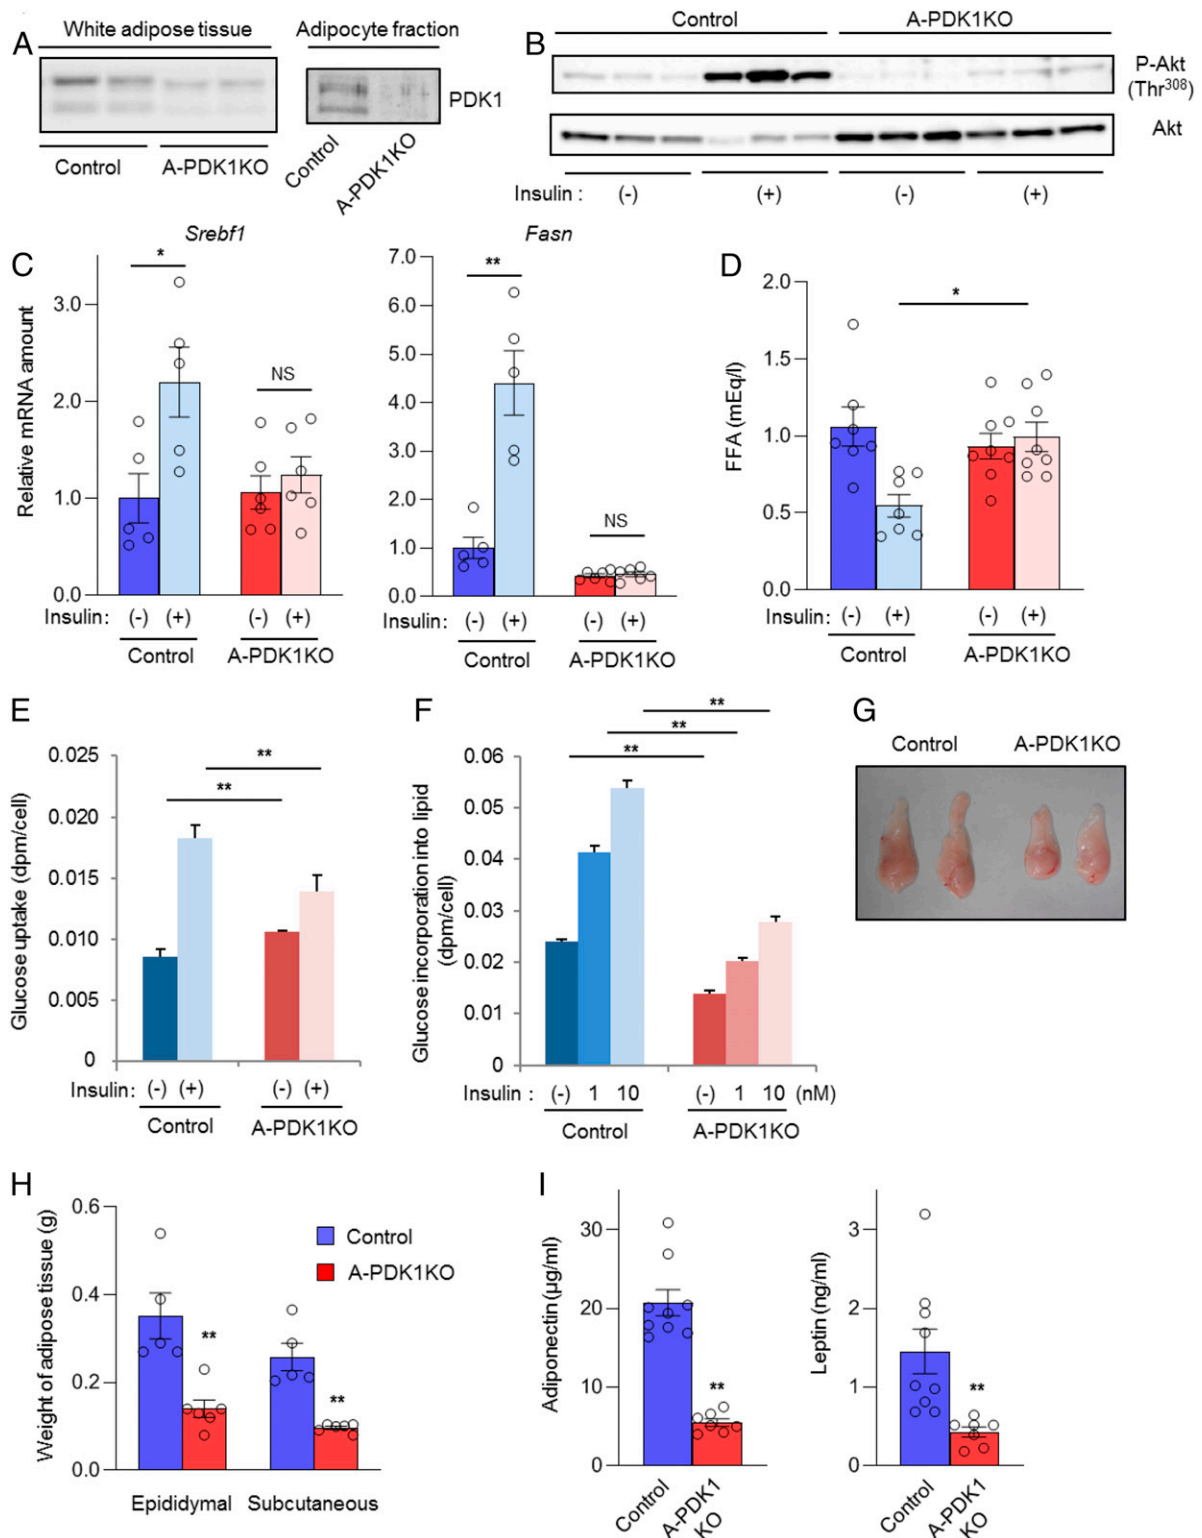 A
White adipose tissue
Adipocyte fraction
PDK1
Control
A-PDK1KO
Control
A-PDK1KO
B
Control
A-PDK1KO
P-Akt
(Thr308)
Akt
Insulin :
(-)
(+)
(-)
(+)
C
Srebf1
*
NS
Relative mRNA amount
3.0
2.0
1.0
0.0
Insulin:
(-)
(+)
(-)
(+)
Control
A-PDK1KO
Fasn
**
NS
7.0
6.0
5.0
4.0
3.0
2.0
1.0
0.0
Insulin:
(-)
(+)
(-)
(+)
Control
A-PDK1KO
D
*
FFA (mEq/l)
2.0
1.5
1.0
0.5
0.0
Insulin:
(-)
(+)
(-)
(+)
Control
A-PDK1KO
E
**
**
Glucose uptake (dpm/cell)
0.025
0.020
0.015
0.010
0.005
0
Insulin:
(-)
(+)
(-)
(+)
Control
A-PDK1KO
F
**
**
**
Glucose incorporation into lipid
(dpm/cell)
0.06
0.05
0.04
0.03
0.02
0.01
0
Insulin :
(-)
1
10
(-)
1
10
(nM)
Control
A-PDK1KO
G
Control
A-PDK1KO
H
Weight of adipose tissue (g)
0.6
0.4
0.2
0.0
Control
A-PDK1KO
**
**
Epididymal
Subcutaneous
I
Adiponectin (µg/ml)
30
20
10
0
**
Control
A-PDK1
KO
Leptin (ng/ml)
3
2
1
0
**
Control
A-PDK1
KO